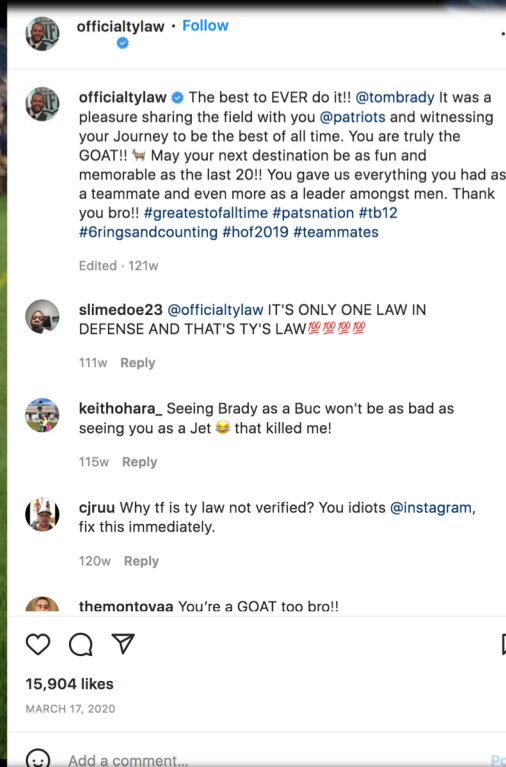 officialtylaw • Follow
officialtylaw The best to EVER do it!! @tombrady It was a
pleasure sharing the field with you @patriots and witnessing
your Journey to be the best of all time. You are truly the
GOAT!! 🐐 May your next destination be as fun and
memorable as the last 20!! You gave us everything you had as
a teammate and even more as a leader amongst men. Thank
you bro!! #greatestofalltime #patsnation #tb12
#6ringsandcounting #hof2019 #teammates
Edited · 121w
slimedoe23 @officialtylaw IT'S ONLY ONE LAW IN
DEFENSE AND THAT'S TY'S LAW💯💯💯💯
111w Reply
keithohara_ Seeing Brady as a Buc won't be as bad as
seeing you as a Jet 😂 that killed me!
115w Reply
cjruu Why tf is ty law not verified? You idiots @instagram,
fix this immediately.
120w Reply
themontovaa You're a GOAT too bro!!
15,904 likes
MARCH 17, 2020
Add a comment...